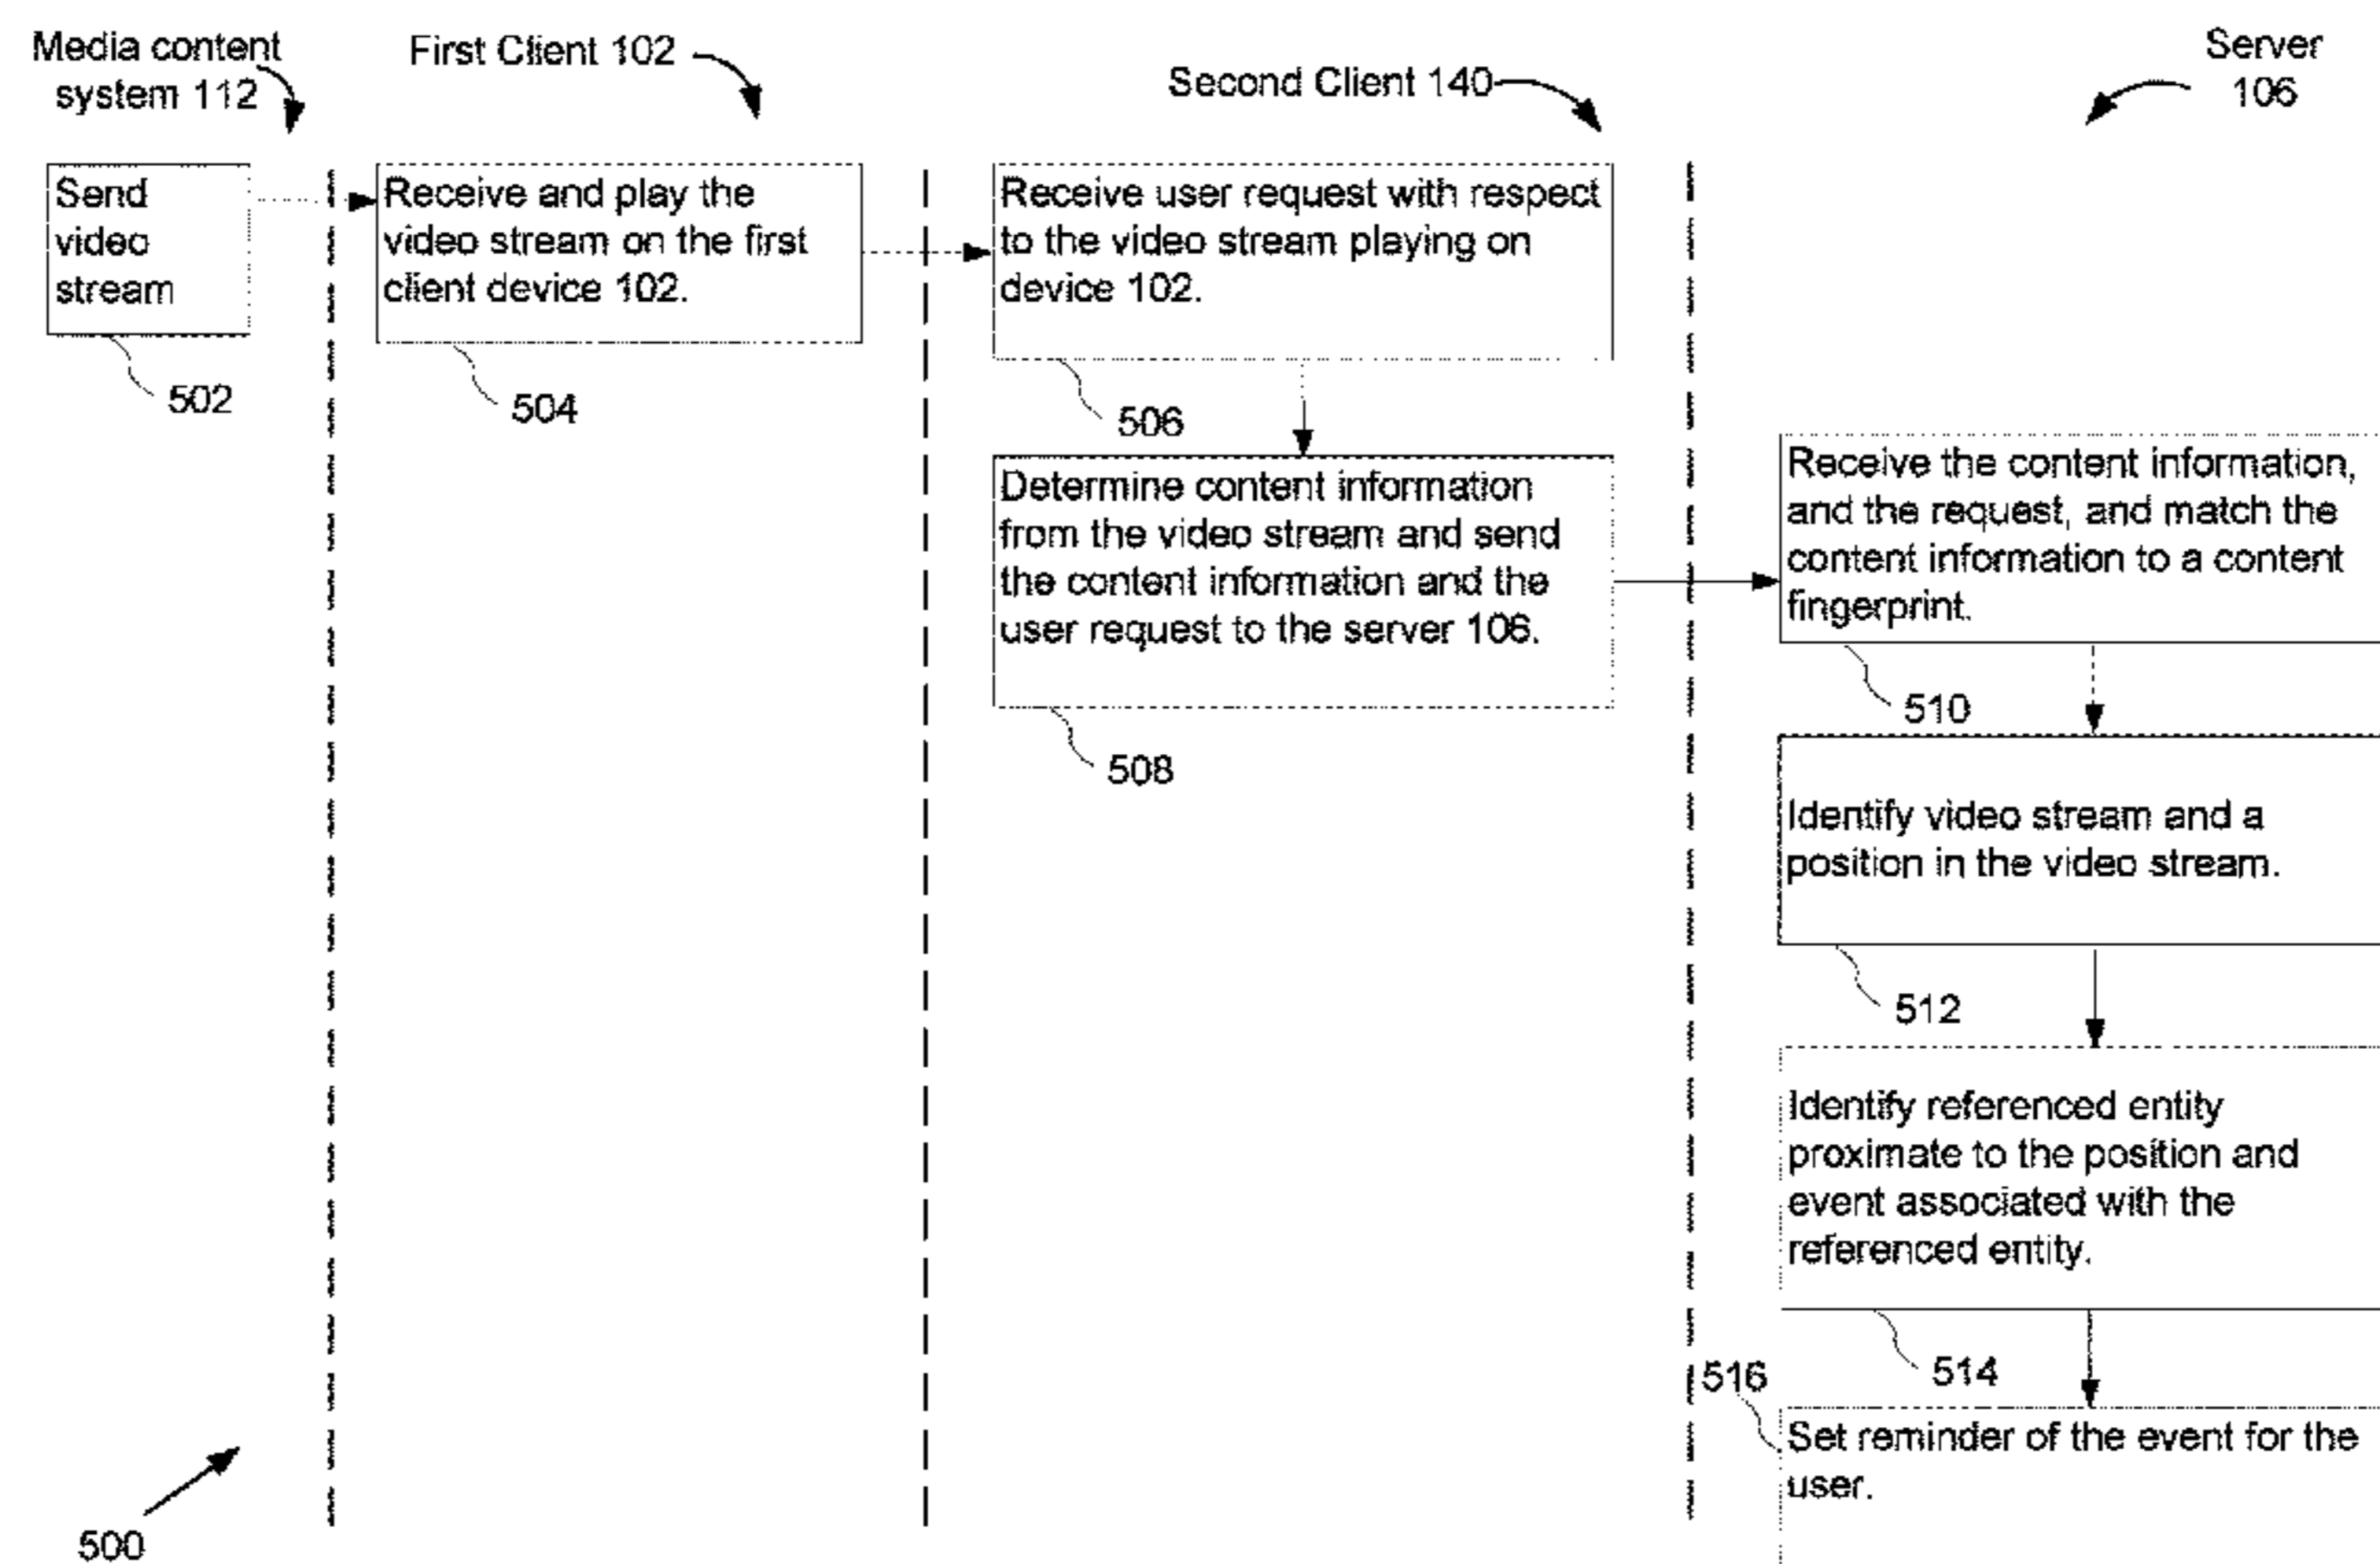 Media content
system 112
First Client 102
Second Client 140
Server
106
Send
video
stream
502
Receive and play the
video stream on the first
client device 102.
504
Receive user request with respect
to the video stream playing on
device 102.
506
Determine content information
from the video stream and send
the content information and the
user request to the server 106.
508
Receive the content information,
and the request, and match the
content information to a content
fingerprint.
510
Identify video stream and a
position in the video stream.
512
Identify referenced entity
proximate to the position and
event associated with the
referenced entity.
514
516
Set reminder of the event for the
user.
500